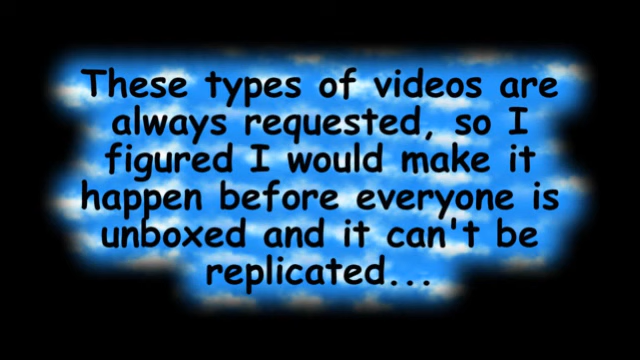 These types of videos are
always requested, so I
figured I would make it
happen before everyone is
unboxed and it can't be
replicated...